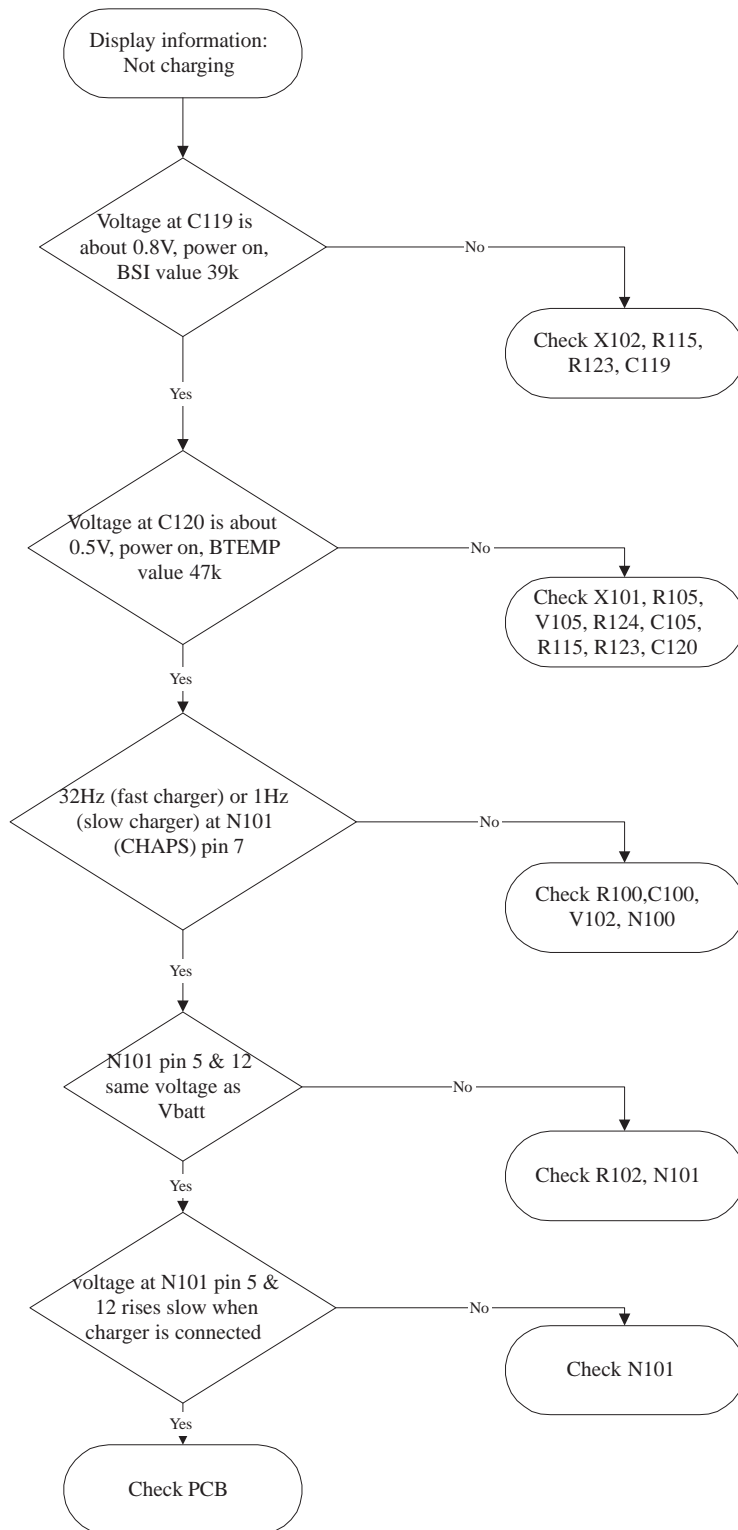 Display information:
Not charging
Voltage at C119 is
about 0.8V, power on,
BSI value 39k
No
Check X102, R115,
R123, C119
Yes
Voltage at C120 is about
0.5V, power on, BTEMP
value 47k
No
Check X101, R105,
V105, R124, C105,
R115, R123, C120
Yes
32Hz (fast charger) or 1Hz
(slow charger) at N101
(CHAPS) pin 7
No
Check R100,C100,
V102, N100
Yes
N101 pin 5 & 12
same voltage as
Vbatt
No
Check R102, N101
Yes
voltage at N101 pin 5 &
12 rises slow when
charger is connected
No
Check N101
Yes
Check PCB